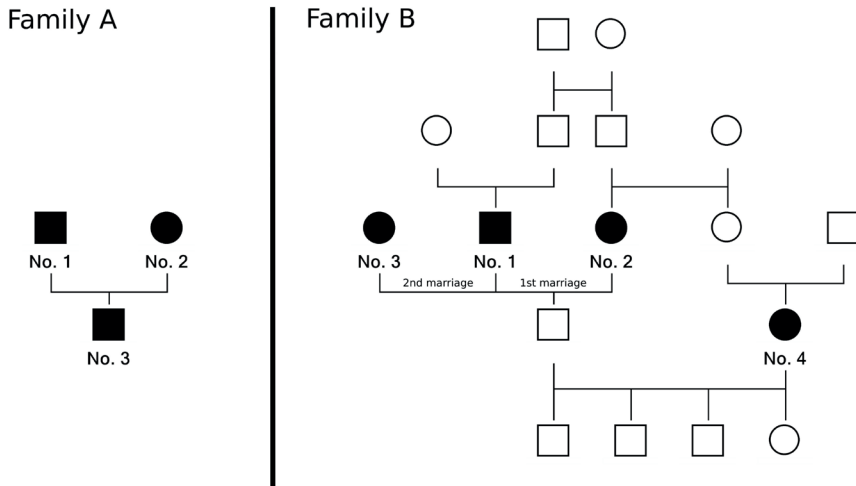 Family A
No. 1
No. 2
No. 3
Family B
No. 3
No. 1
No. 2
2nd marriage
1st marriage
No. 4